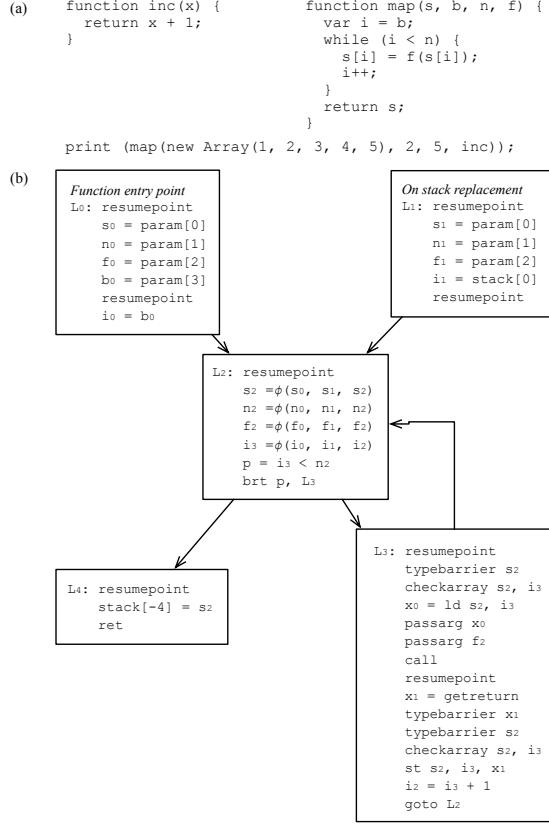 (a)
function inc(x) {
  return x + 1;
}
function map(s, b, n, f) {
  var i = b;
  while (i < n) {
    s[i] = f(s[i]);
    i++;
  }
  return s;
}
print (map(new Array(1, 2, 3, 4, 5), 2, 5, inc));
(b)
Function entry point
L0: resumepoint
s0 = param[0]
n0 = param[1]
f0 = param[2]
b0 = param[3]
resumepoint
i0 = b0
On stack replacement
L1: resumepoint
s1 = param[0]
n1 = param[1]
f1 = param[2]
i1 = stack[0]
resumepoint
L2: resumepoint
s2 =ϕ(s0, s1, s2)
n2 =ϕ(n0, n1, n2)
f2 =ϕ(f0, f1, f2)
i3 =ϕ(i0, i1, i2)
p = i3 < n2
brt p, L3
L4: resumepoint
stack[-4] = s2
ret
L3: resumepoint
typebarrier s2
checkarray s2, i3
x0 = ld s2, i3
passarg x0
passarg f2
call
resumepoint
x1 = getreturn
typebarrier x1
typebarrier s2
checkarray s2, i3
st s2, i3, x1
i2 = i3 + 1
goto L2